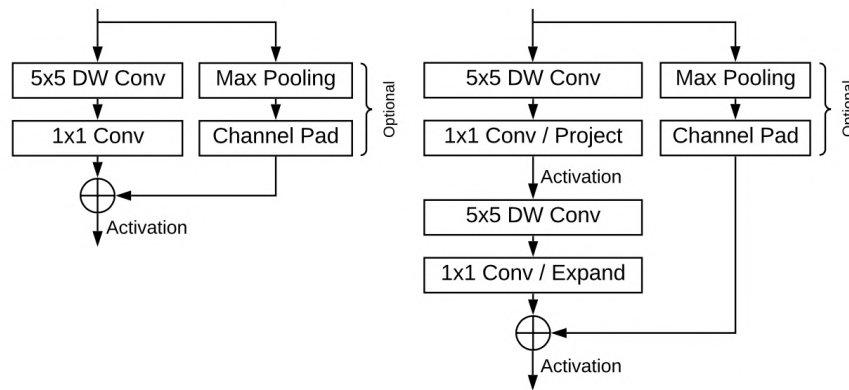 5x5 DW Conv
Max Pooling
1x1 Conv
Channel Pad
Optional
Activation
5x5 DW Conv
Max Pooling
1x1 Conv / Project
Channel Pad
Optional
Activation
5x5 DW Conv
1x1 Conv / Expand
Activation